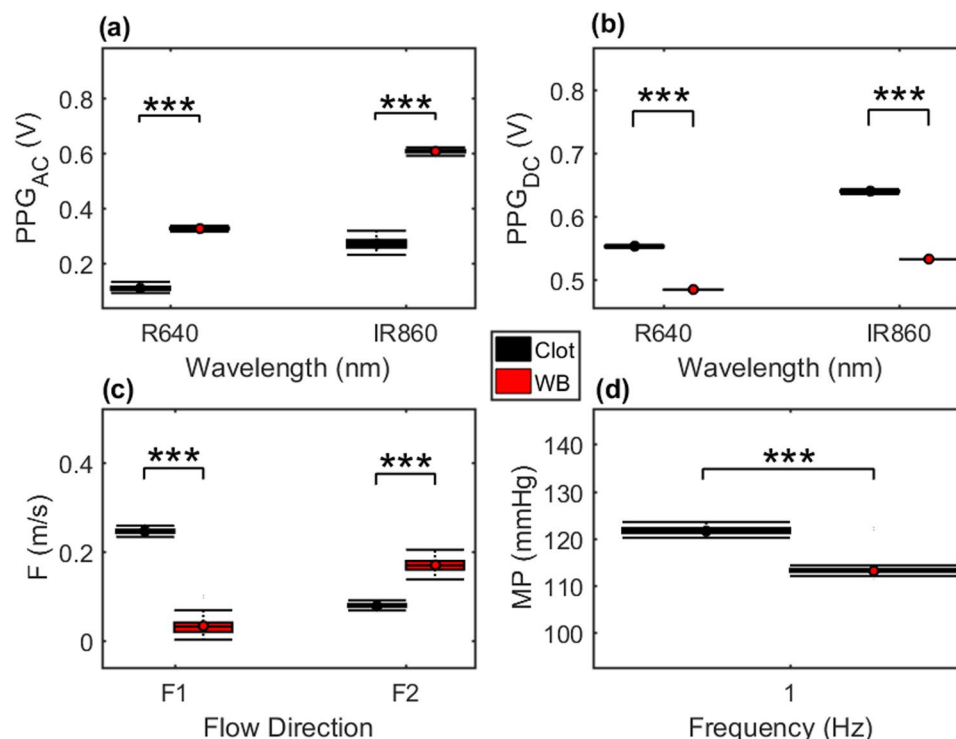 (a)
PPG_AC (V)
0.8
0.6
0.4
0.2
***
***
R640
IR860
Wavelength (nm)
(b)
PPG_DC (V)
0.8
0.7
0.6
0.5
***
***
R640
IR860
Wavelength (nm)
Clot
WB
(c)
F (m/s)
0.4
0.2
0
***
***
F1
F2
Flow Direction
(d)
MP (mmHg)
140
130
120
110
100
***
1
Frequency (Hz)